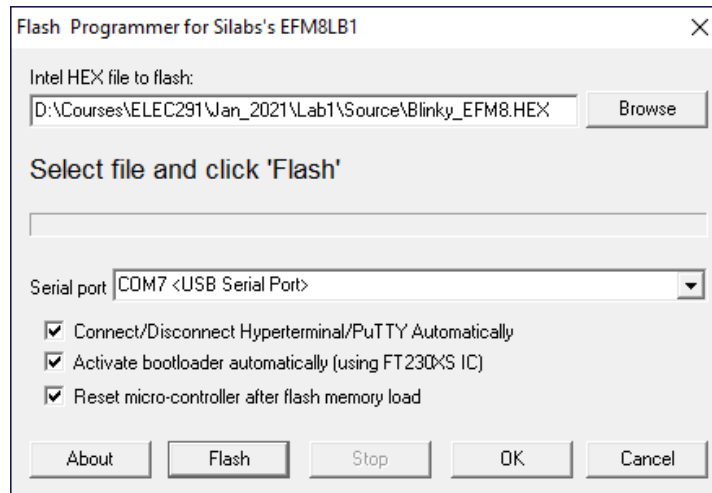 Flash Programmer for Silabs's EFM8LB1
Intel HEX file to flash:
D:\Courses\ELEC291\Jan_2021\Lab1\Source\Blinky_EFM8.HEX Browse
Select file and click 'Flash'
Serial port COM7 <USB Serial Port>
Connect/Disconnect Hyperterminal/PuTTY Automatically
Activate bootloader automatically (using FT230XS IC)
Reset micro-controller after flash memory load
About Flash Stop OK Cancel